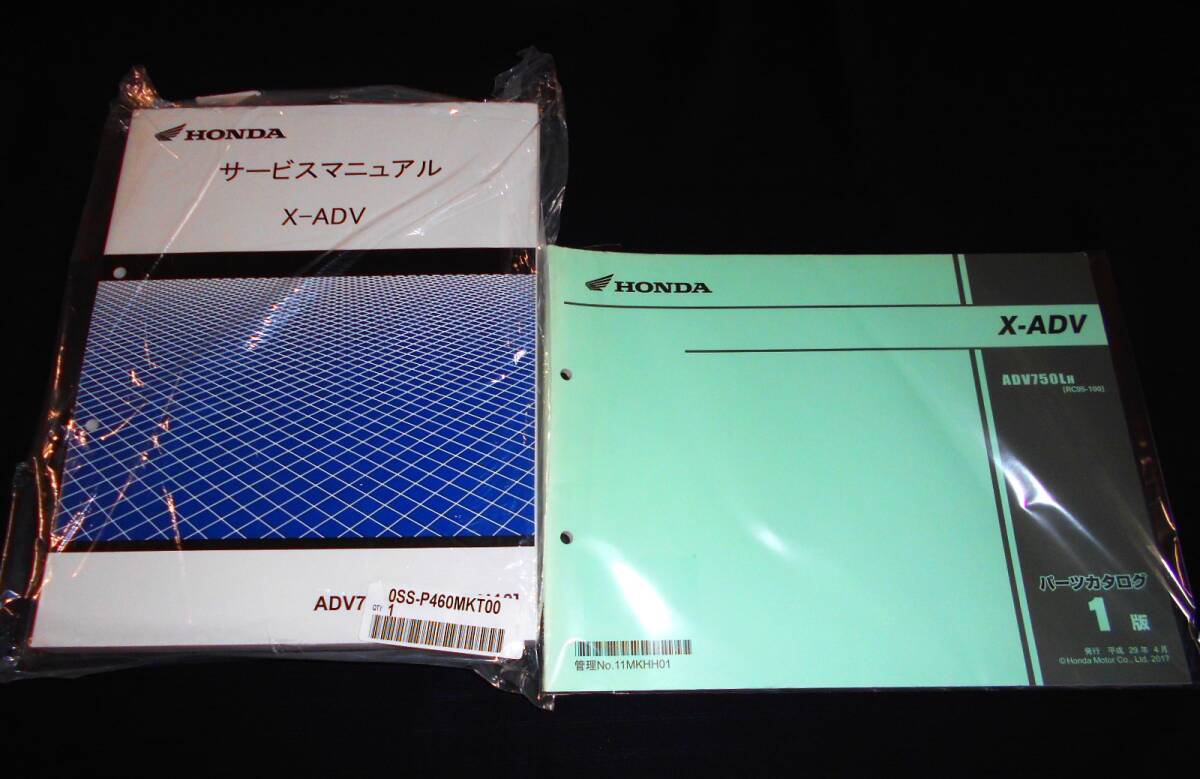 HONDA
サービスマニュアル
X-ADV
ADV7
0SS-P460MKT00
QTY 1
HONDA
X-ADV
ADV750LH
(RC95-100)
パーツカタログ
1版
発行 平成 29年 4月
©Honda Motor Co., Ltd. 2017
管理No.11MKHH01